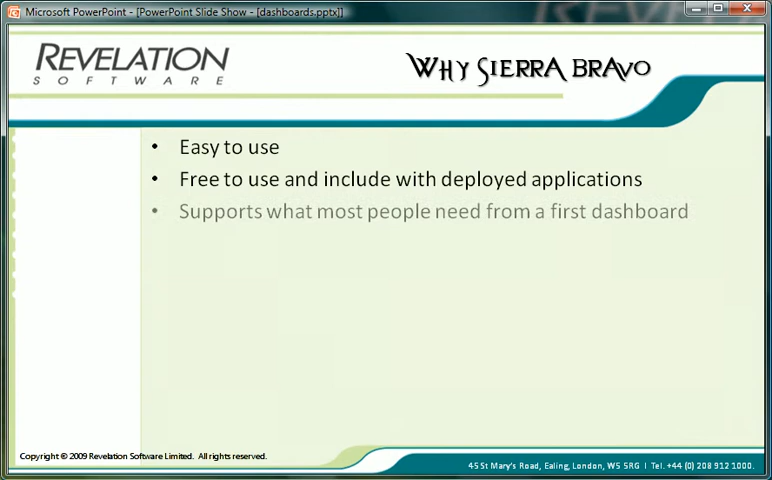 Microsoft PowerPoint - [PowerPoint Slide Show - [dashboards.pptx]]
REVELATION
SOFTWARE
WHY SIERRA BRAVO
• Easy to use
• Free to use and include with deployed applications
• Supports what most people need from a first dashboard
Copyright © 2009 Revelation Software Limited. All rights reserved.
45 St Mary's Road, Ealing, London, W5 5RG | Tel. +44 (0) 208 912 1000.